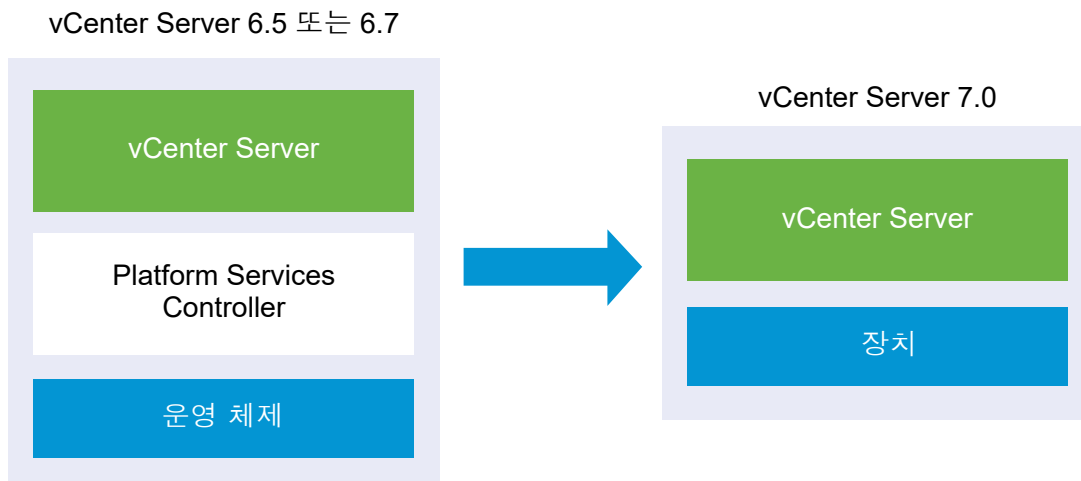 vCenter Server 6.5 또는 6.7
vCenter Server
Platform Services
Controller
운영 체제
vCenter Server 7.0
vCenter Server
장치